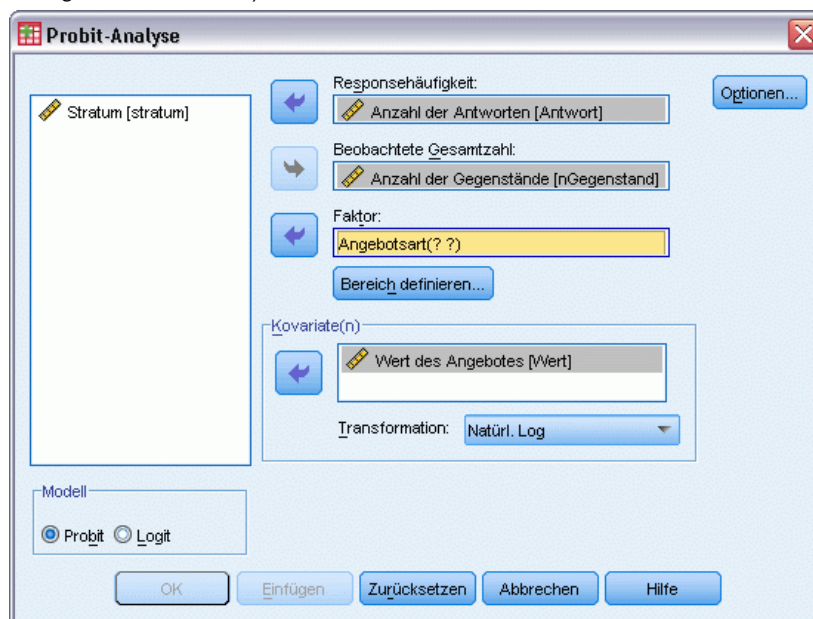 Probit-Analyse
Stratum [stratum]
Responsehäufigkeit:
Anzahl der Antworten [Antwort]
Optionen...
Beobachtete Gesamtzahl:
Anzahl der Gegenstände [nGegenstand]
Faktor:
Angebotsart(? ?)
Bereich definieren...
Kovariate(n)
Wert des Angebotes [Wert]
Transformation: Natürl. Log
Modell
Probit Logit
OK Einfügen Zurücksetzen Abbrechen Hilfe